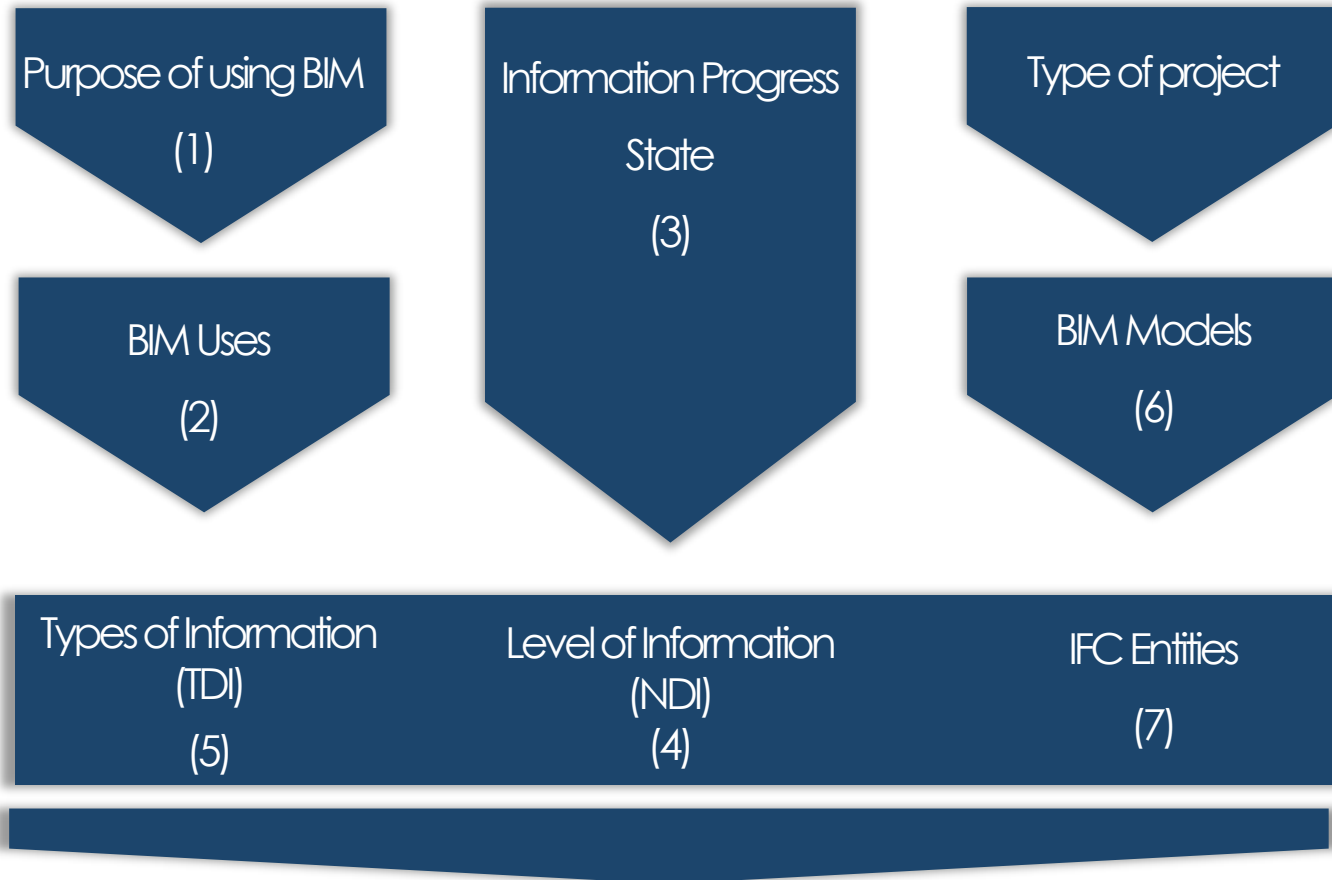 Purpose of using BIM
(1)
Information Progress
State
(3)
Type of project
BIM Uses
(2)
BIM Models
(6)
Types of Information
(TDI)
(5)
Level of Information
(NDI)
(4)
IFC Entities
(7)